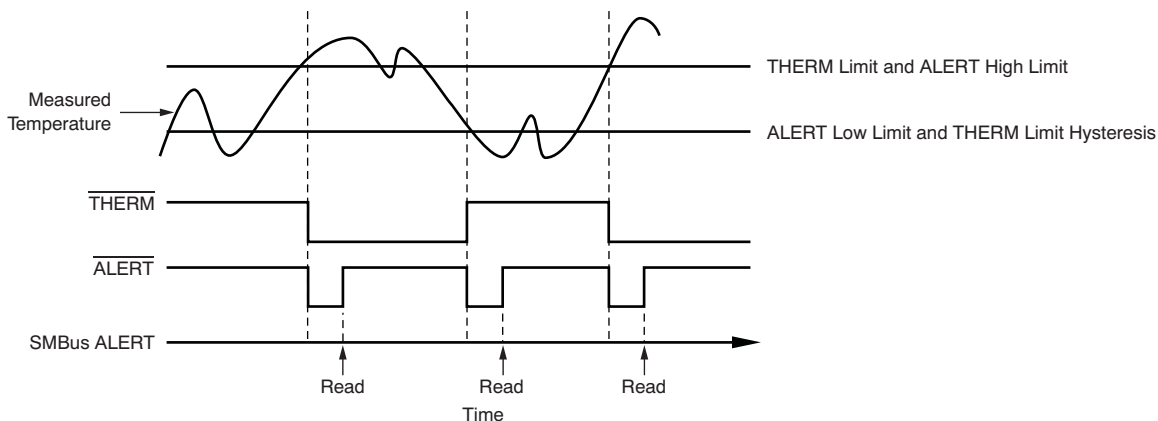 THERM Limit and ALERT High Limit
Measured
Temperature
ALERT Low Limit and THERM Limit Hysteresis
THERM
ALERT
SMBus ALERT
Read
Read
Read
Time